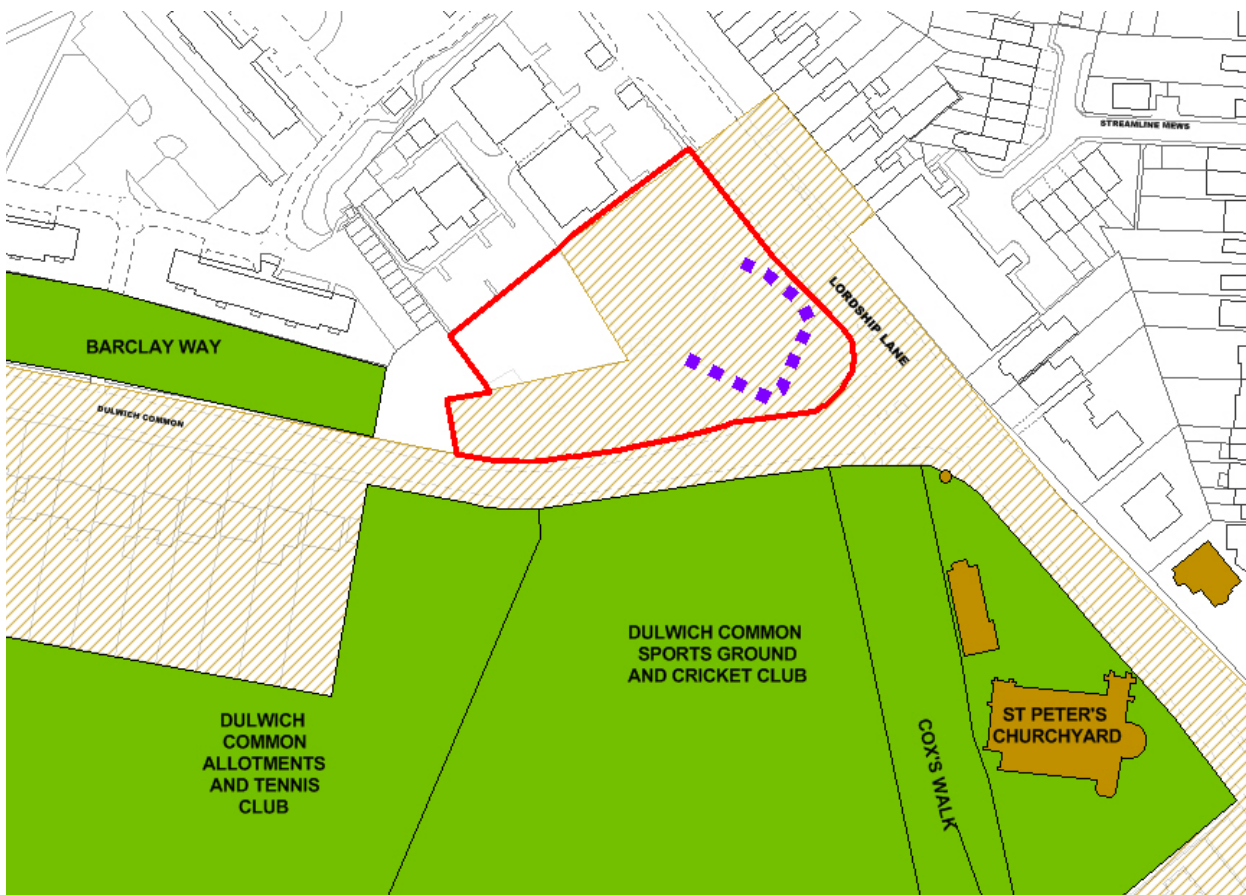 STREAMLINE MEWS
LORDSHIP LANE
BARCLAY WAY
DULWICH COMMON
DULWICH COMMON
SPORTS GROUND
AND CRICKET CLUB
DULWICH
COMMON
ALLOTMENTS
AND TENNIS
CLUB
COX'S WALK
ST PETER'S
CHURCHYARD